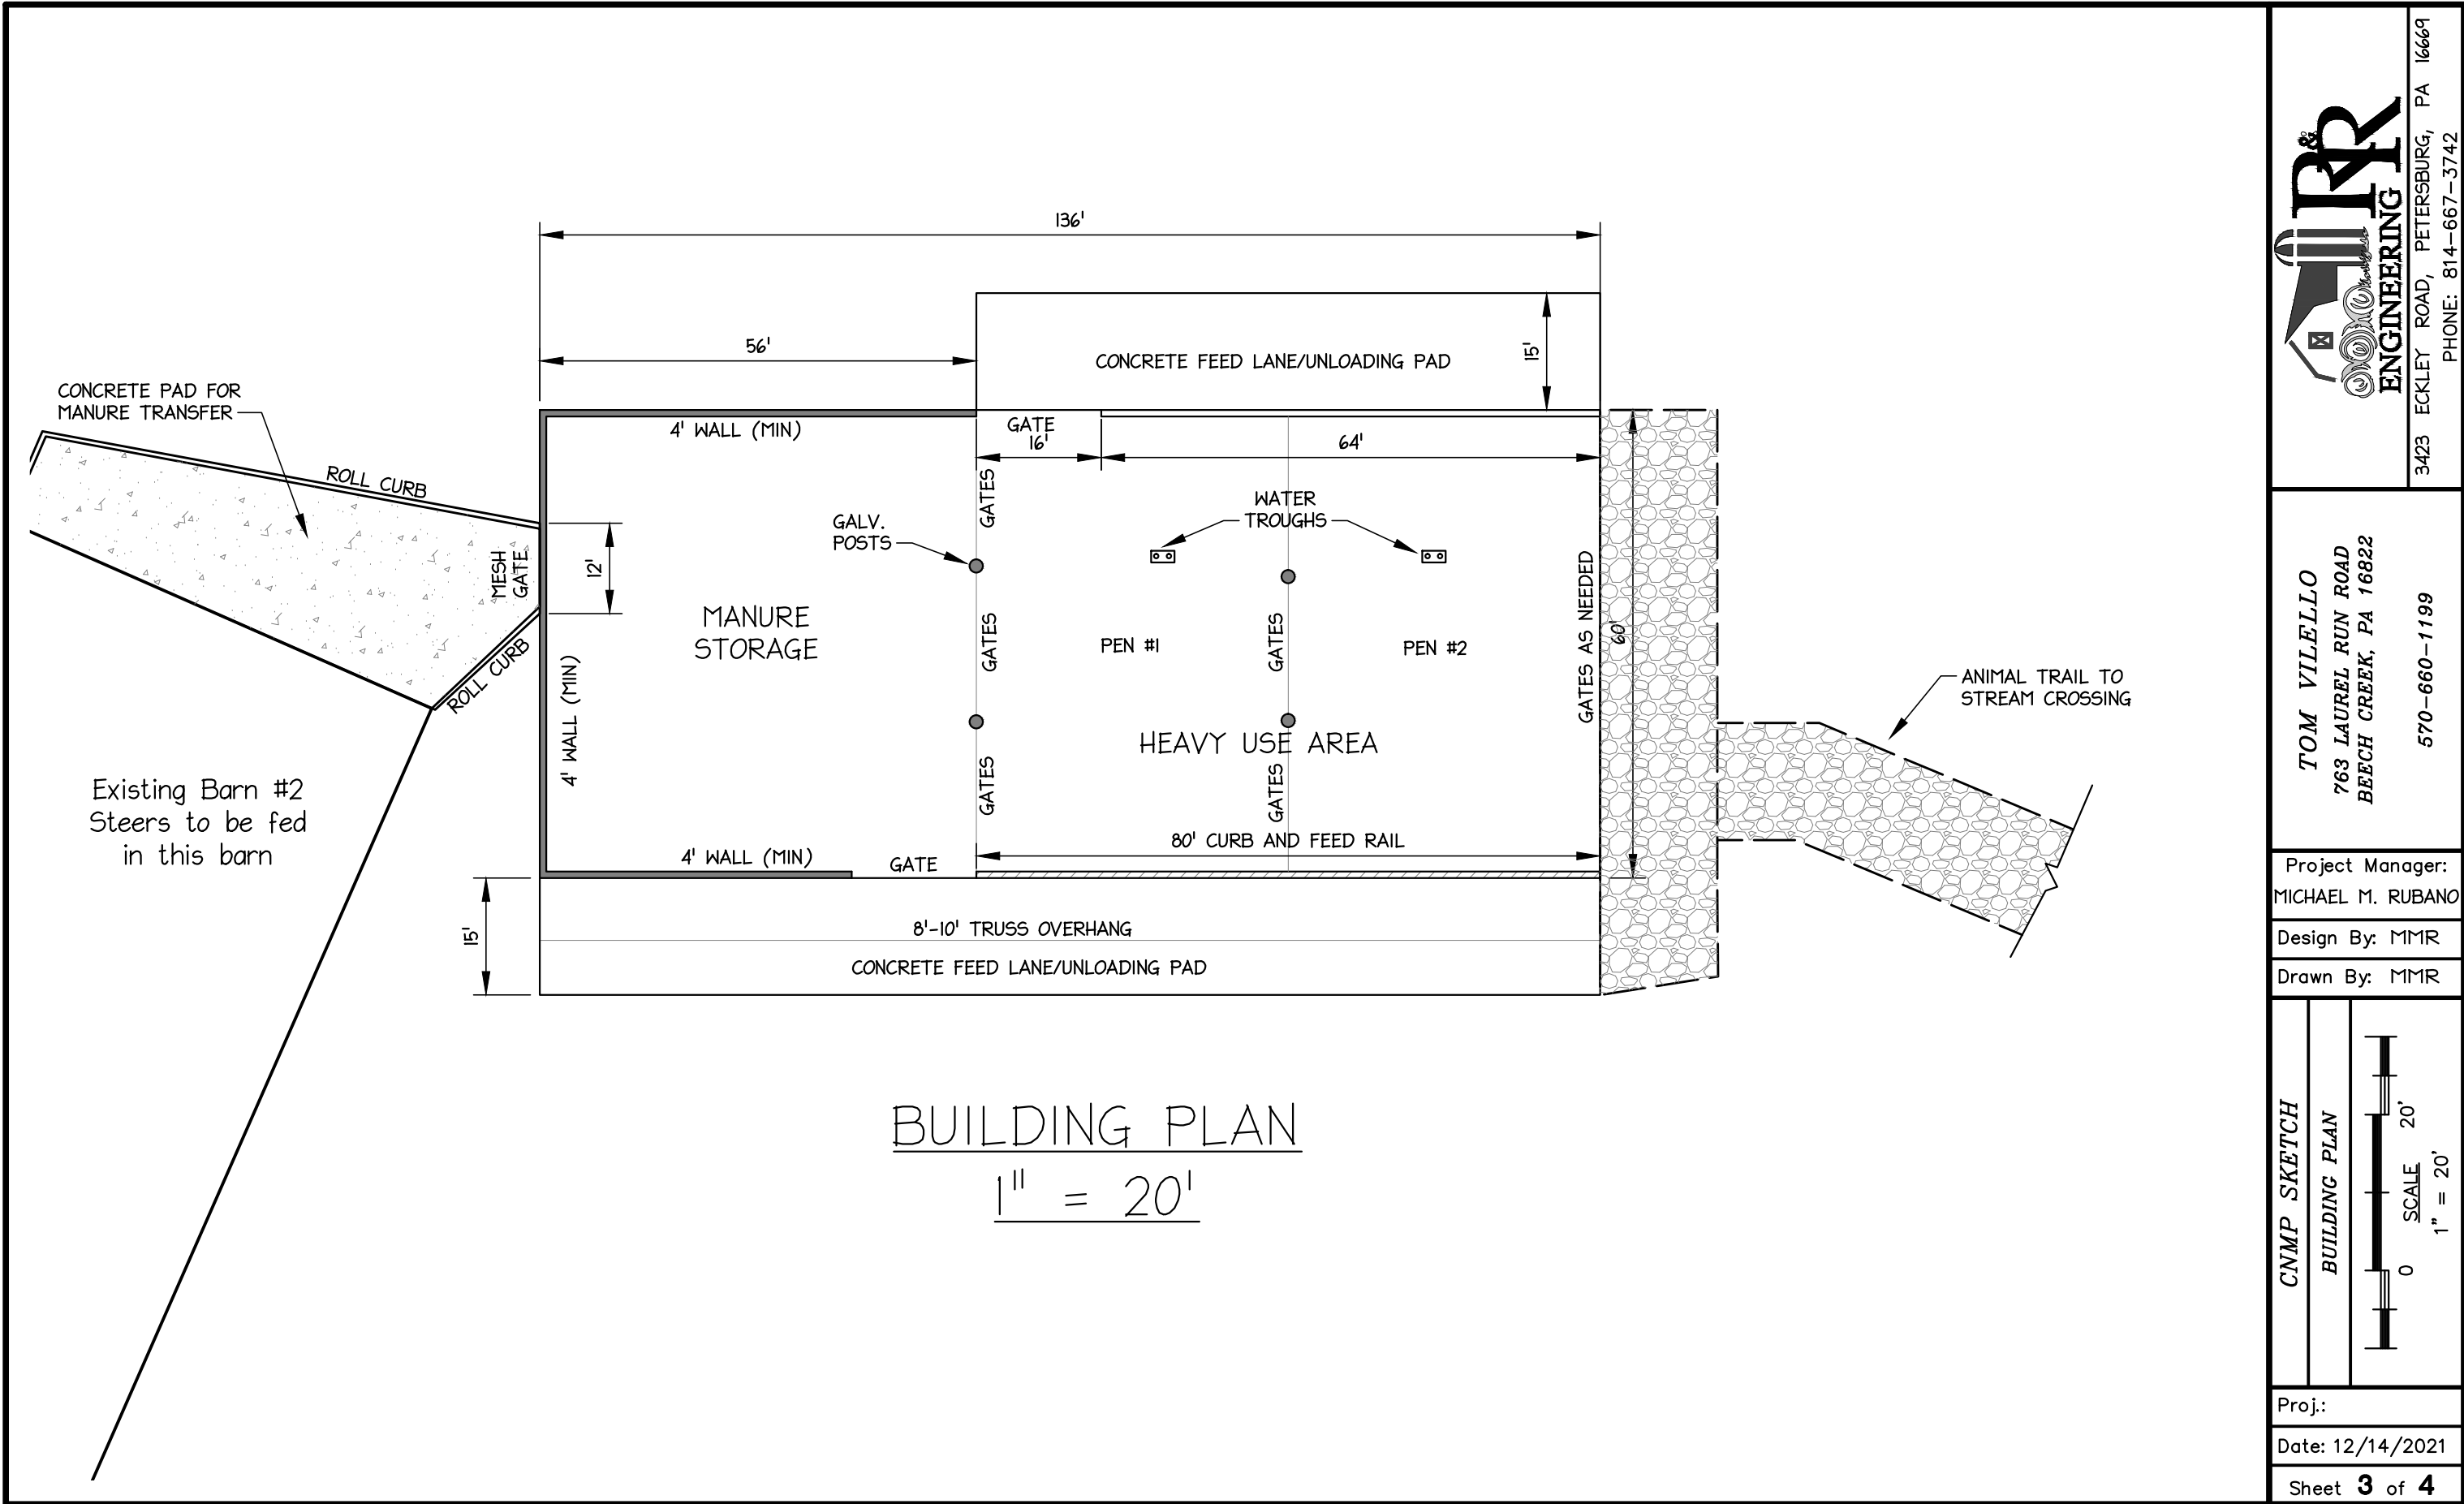 136'
56'
CONCRETE FEED LANE/UNLOADING PAD
15'
CONCRETE PAD FOR
MANURE TRANSFER
ROLL CURB
4' WALL (MIN)
GATE
16'
64'
GATES
WATER
TROUGHS
GALV.
POSTS
MESH
GATE
12'
MANURE
STORAGE
GATES
PEN #1
GATES
PEN #2
GATES AS NEEDED
60'
ROLL CURB
4' WALL (MIN)
ANIMAL TRAIL TO
STREAM CROSSING
HEAVY USE AREA
GATES
GATES
Existing Barn #2
Steers to be fed
in this barn
80' CURB AND FEED RAIL
4' WALL (MIN)
GATE
15'
8'-10' TRUSS OVERHANG
CONCRETE FEED LANE/UNLOADING PAD
BUILDING PLAN
1" = 20'
R&R
ENGINEERING
3423 ECKLEY ROAD, PETERSBURG, PA 16669
PHONE: 814-667-3742
TOM VILELLO
763 LAUREL RUN ROAD
BEECH CREEK, PA 16822
570-660-1199
Project Manager:
MICHAEL M. RUBANO
Design By: MMR
Drawn By: MMR
CNMP SKETCH
BUILDING PLAN
0 20'
SCALE
1" = 20'
Proj.:
Date: 12/14/2021
Sheet 3 of 4